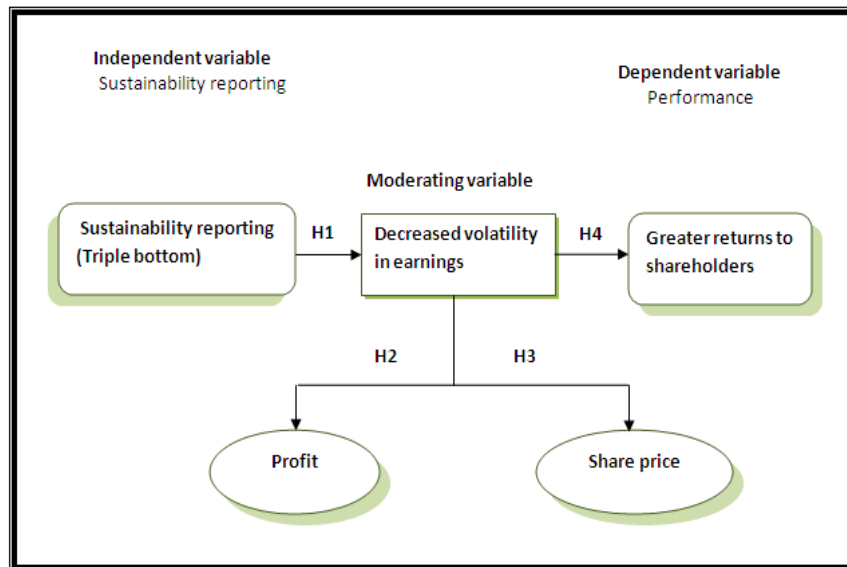 Independent variable
Sustainability reporting
Dependent variable
Performance
Moderating variable
Sustainability reporting
(Triple bottom)
H1
Decreased volatility
in earnings
H4
Greater returns to
shareholders
H2
H3
Profit
Share price